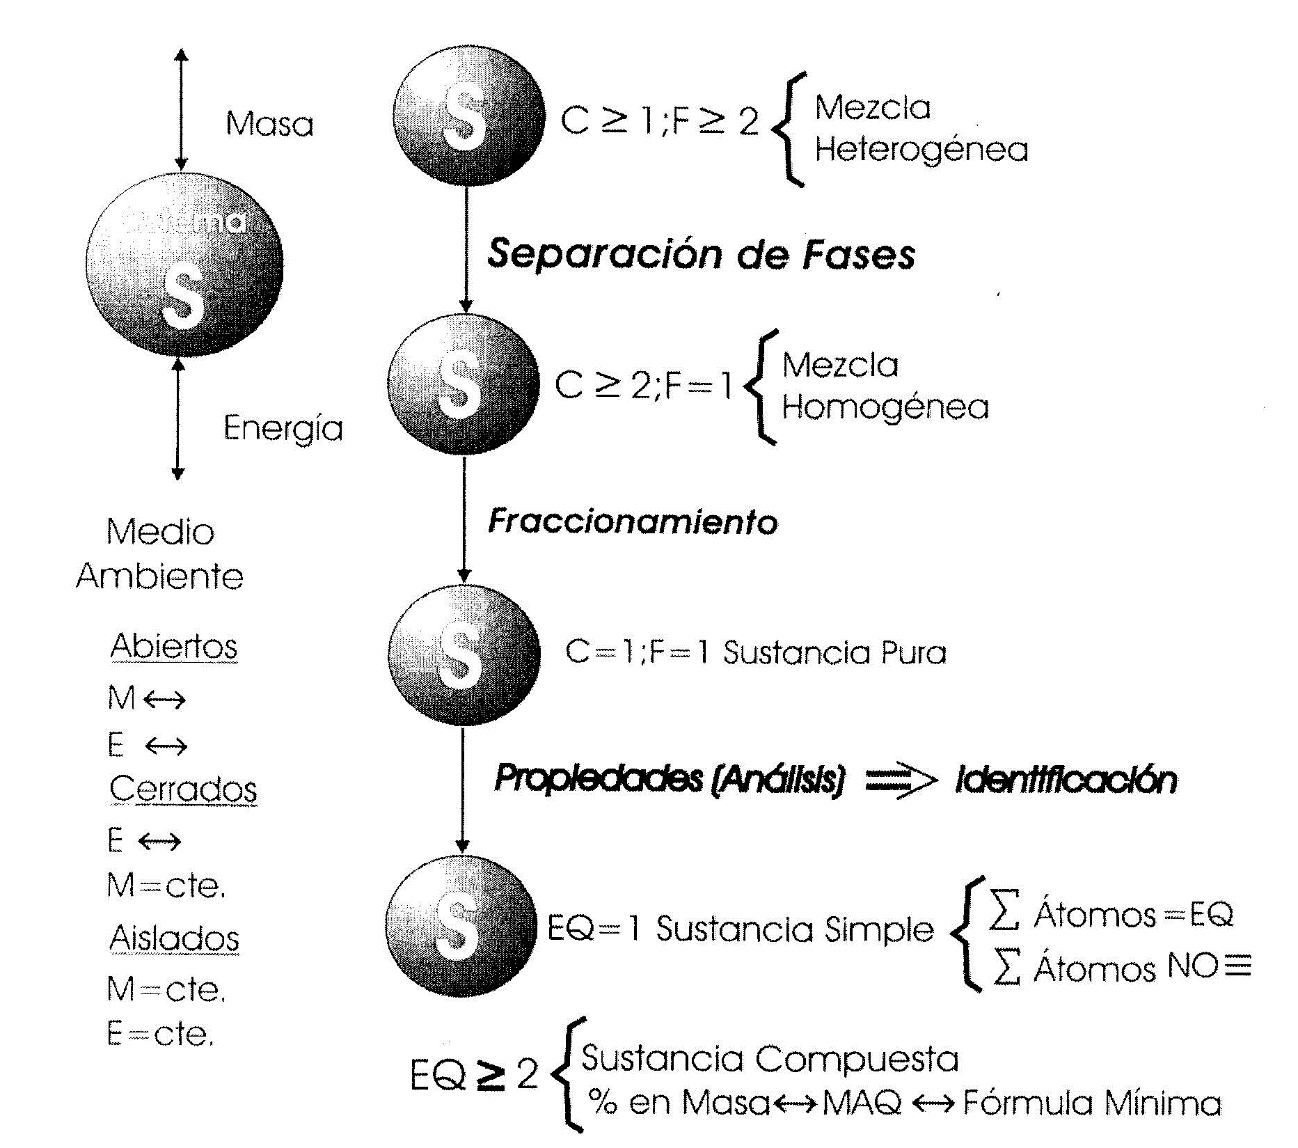 Masa
Sistema
S
Energía
Medio
Ambiente
Abiertos
M ↔
E ↔
Cerrados
E ↔
M=cte.
Aislados
M=cte.
E=cte.
S
C ≥ 1;F ≥ 2 { Mezcla
Heterogénea
Separación de Fases
S
C ≥ 2;F=1 { Mezcla
Homogénea
Fraccionamiento
S
C=1;F=1 Sustancia Pura
Propiedades (Análisis) ⇒ Identificación
S
EQ=1 Sustancia Simple { Σ Átomos=EQ
Σ Átomos NO≡
EQ ≥ 2 { Sustancia Compuesta
% en Masa↔MAQ ↔ Fórmula Mínima